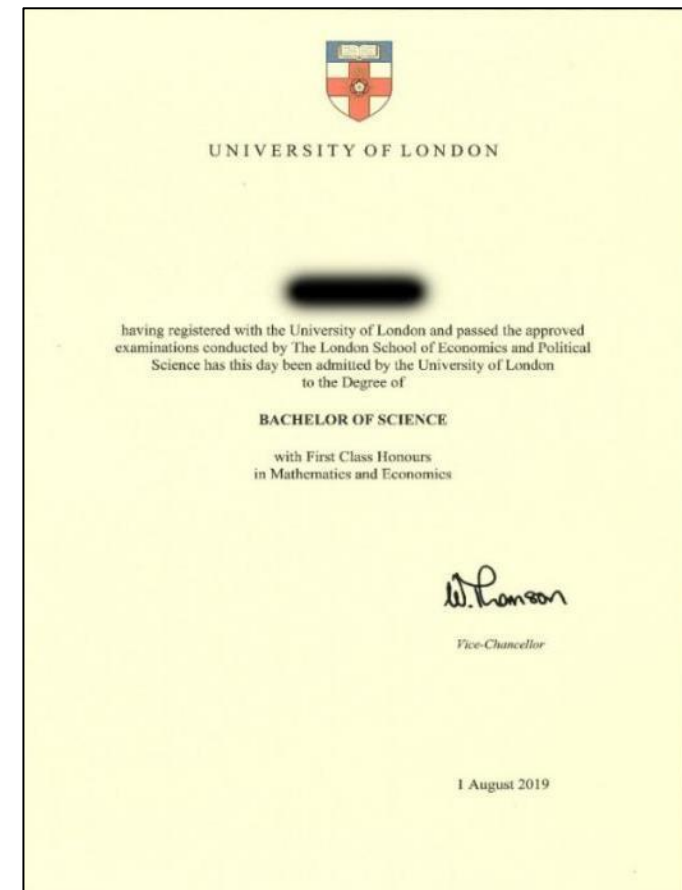 UNIVERSITY OF LONDON
having registered with the University of London and passed the approved
examinations conducted by The London School of Economics and Political
Science has this day been admitted by the University of London
to the Degree of
BACHELOR OF SCIENCE
with First Class Honours
in Mathematics and Economics
W. Thomson
Vice-Chancellor
1 August 2019